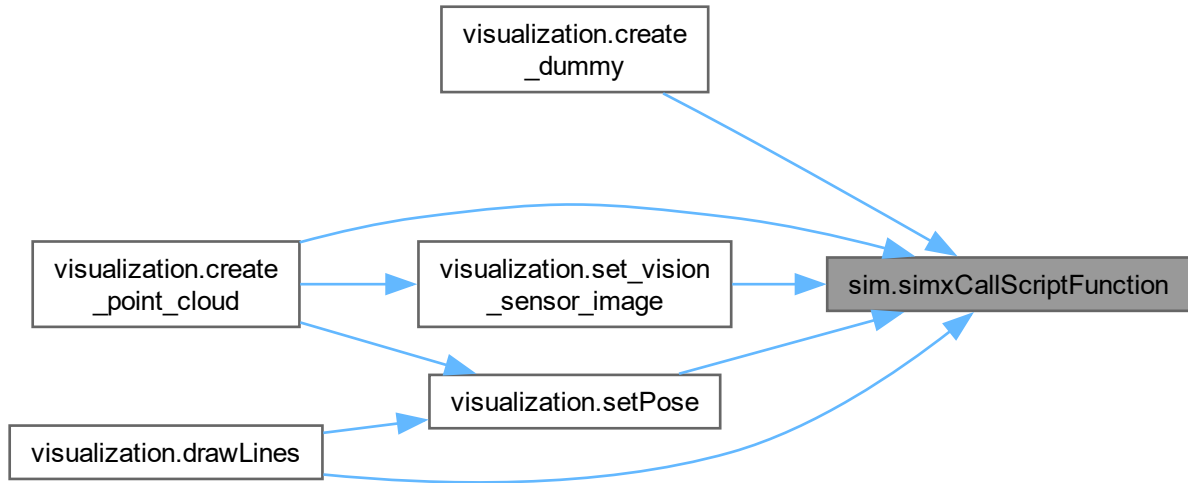 visualization.create
_dummy
visualization.create
_point_cloud
visualization.set_vision
_sensor_image
sim.simxCallScriptFunction
visualization.setPose
visualization.drawLines